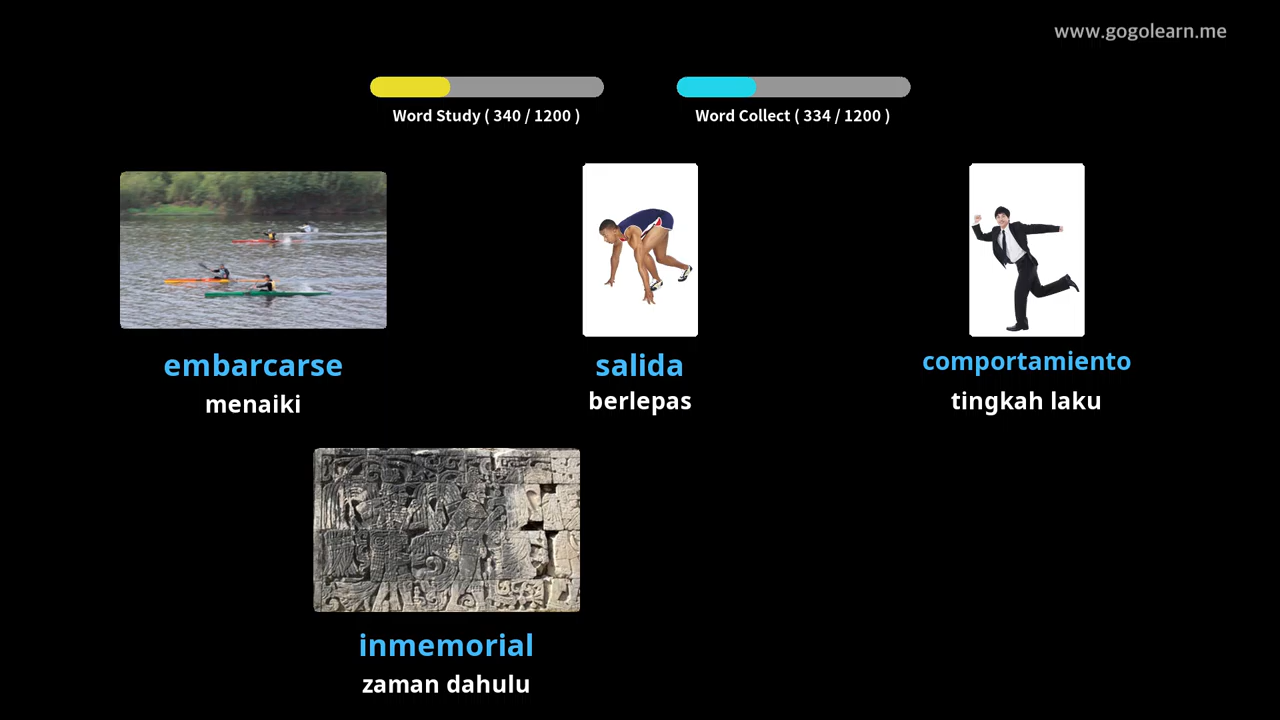 www.gogolearn.me
Word Study ( 340 / 1200 )
Word Collect ( 334 / 1200 )
embarcarse
menaiki
salida
berlepas
comportamiento
tingkah laku
inmemorial
zaman dahulu